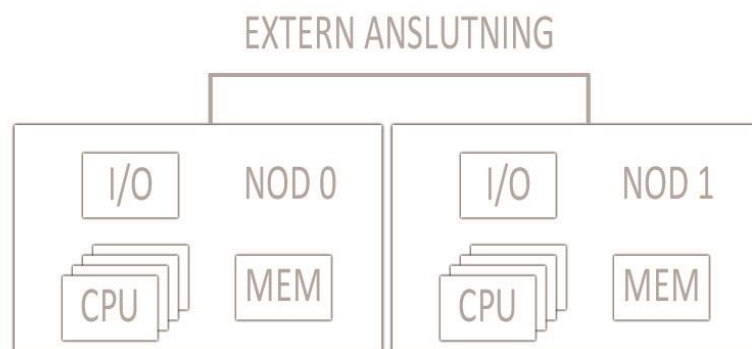 EXTERN ANSLUTNING
I/O NOD 0
I/O NOD 1
CPU MEM
CPU MEM